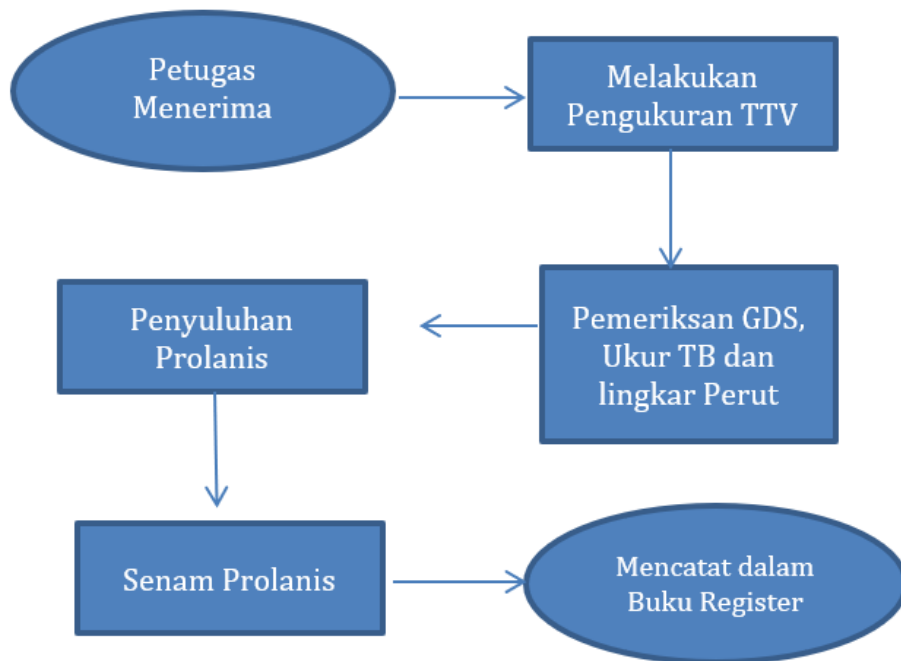 Petugas
Menerima
Melakukan
Pengukuran TTV
Pemeriksan GDS,
Ukur TB dan
lingkar Perut
Penyuluhan
Prolanis
Senam Prolanis
Mencatat dalam
Buku Register